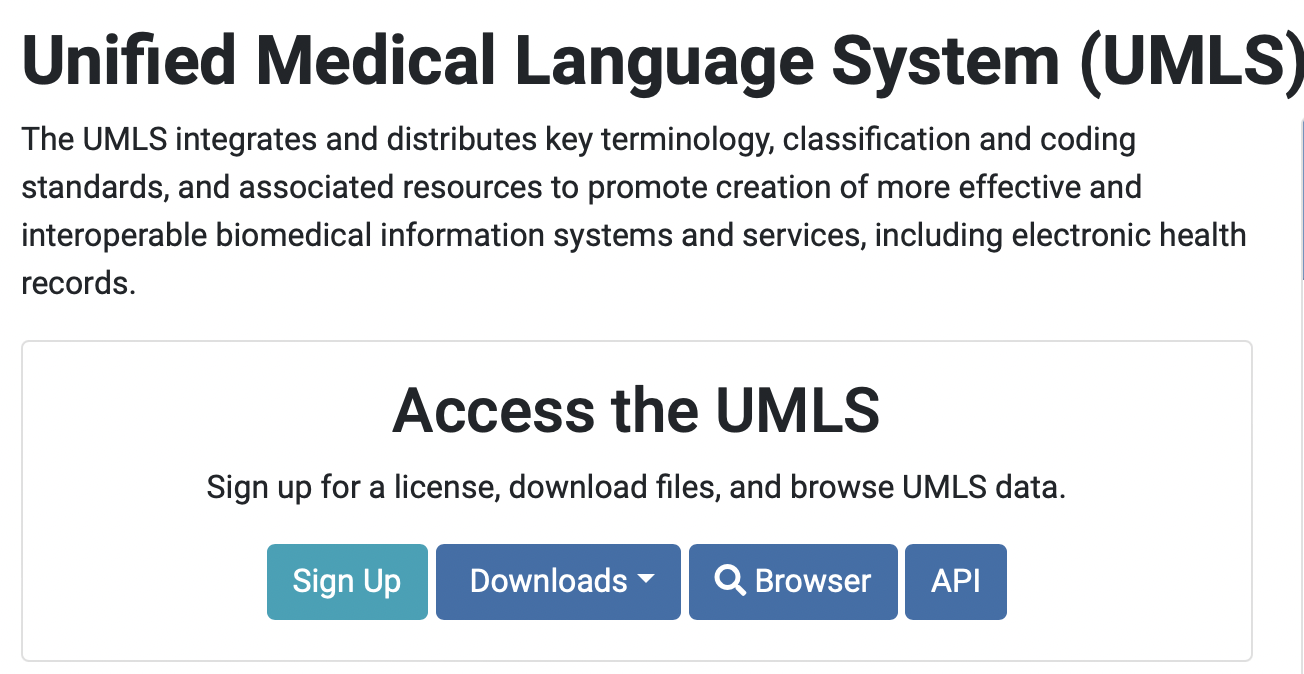 Unified Medical Language System (UMLS)
The UMLS integrates and distributes key terminology, classification and coding
standards, and associated resources to promote creation of more effective and
interoperable biomedical information systems and services, including electronic health
records.
Access the UMLS
Sign up for a license, download files, and browse UMLS data.
Sign Up Downloads Browser API